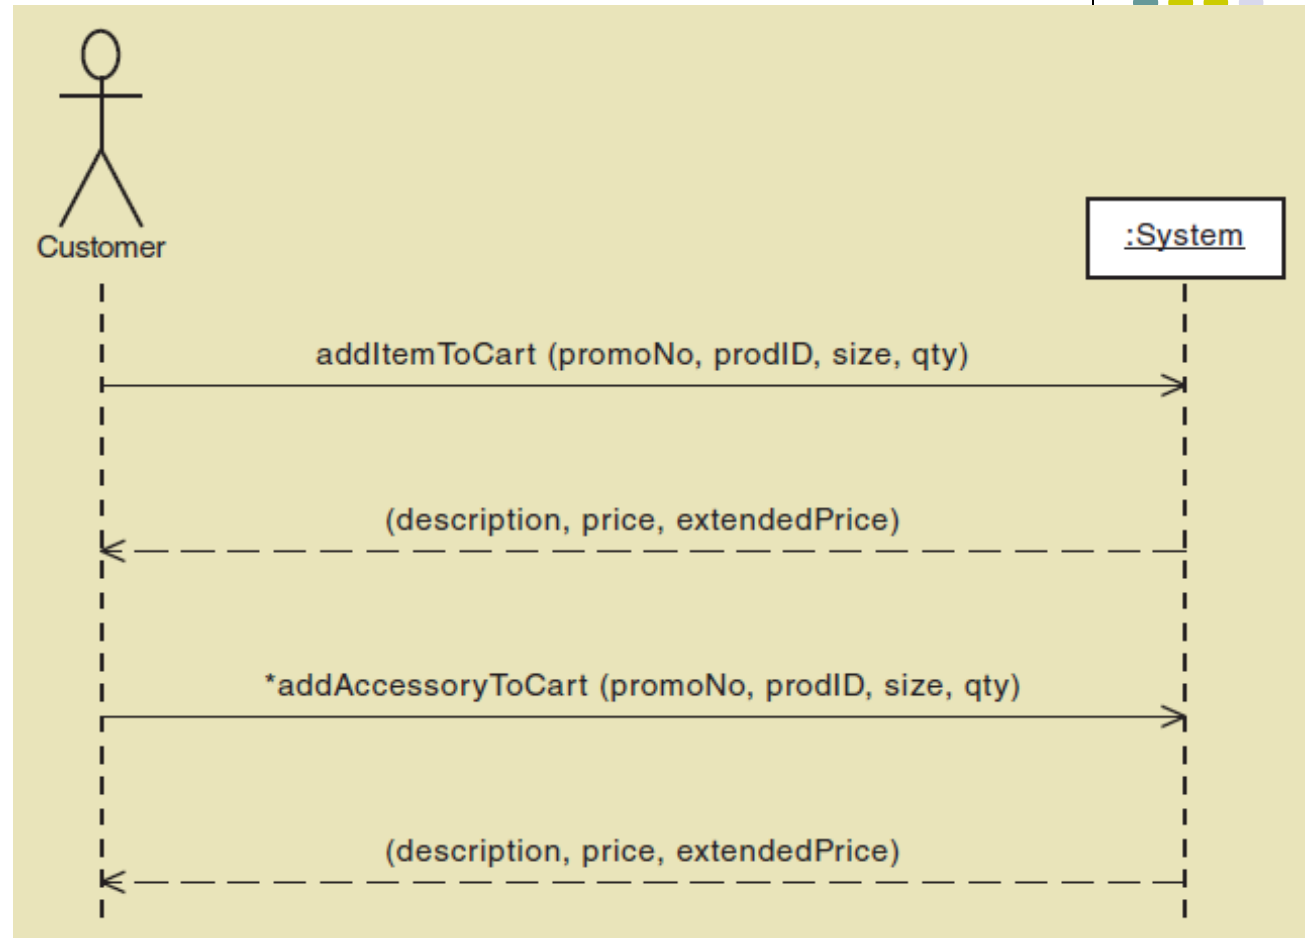 Customer
:System
addItemToCart (promoNo, prodID, size, qty)
(description, price, extendedPrice)
*addAccessoryToCart (promoNo, prodID, size, qty)
(description, price, extendedPrice)